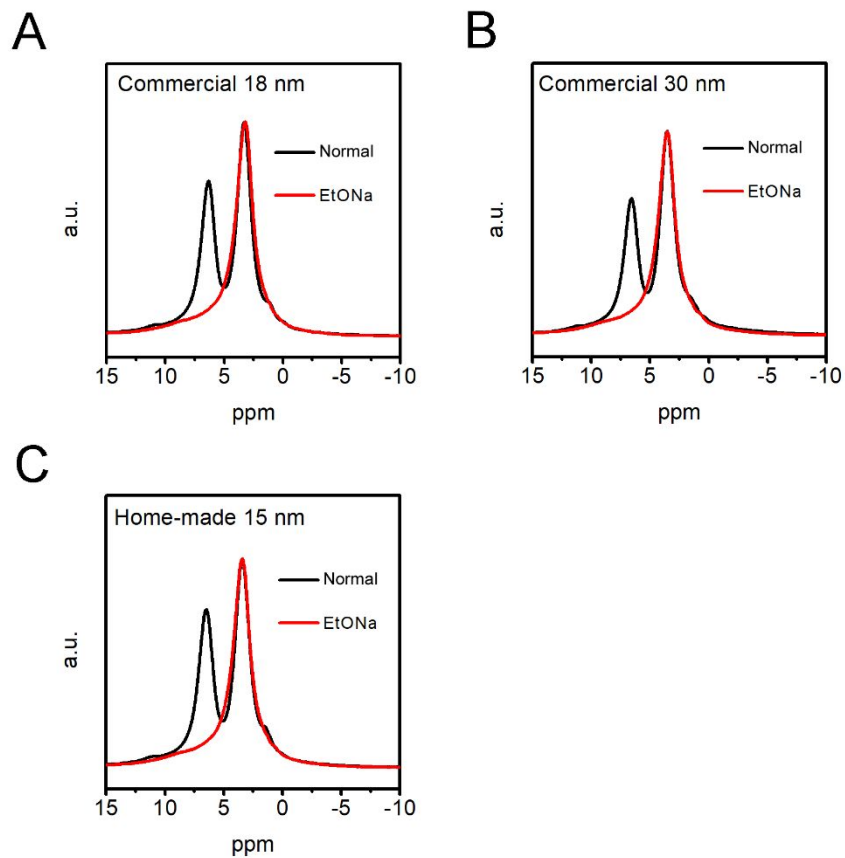 A
Commercial 18 nm
Normal
EtONa
a.u.
15 10 5 0 -5 -10
ppm
B
Commercial 30 nm
Normal
EtONa
a.u.
15 10 5 0 -5 -10
ppm
C
Home-made 15 nm
Normal
EtONa
a.u.
15 10 5 0 -5 -10
ppm